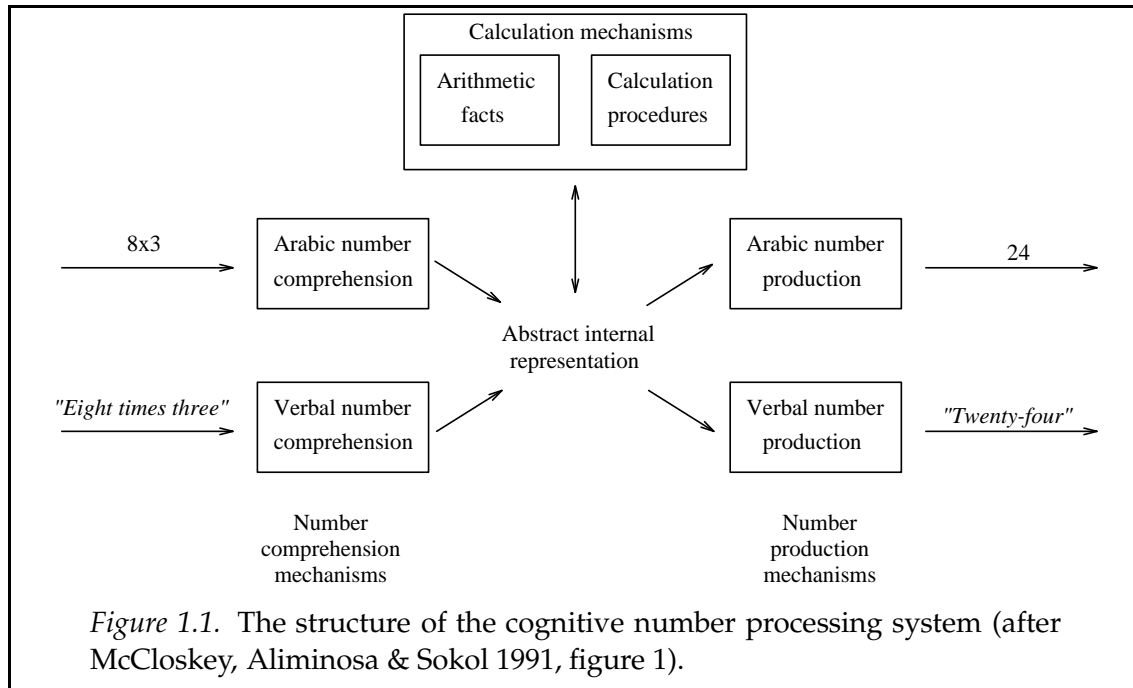 Calculation mechanisms
Arithmetic
facts
Calculation
procedures
8x3
Arabic number
comprehension
Arabic number
production
24
Abstract internal
representation
"Eight times three"
Verbal number
comprehension
Verbal number
production
"Twenty-four"
Number
comprehension
mechanisms
Number
production
mechanisms
Figure 1.1. The structure of the cognitive number processing system (after
McCloskey, Aliminosa & Sokol 1991, figure 1).